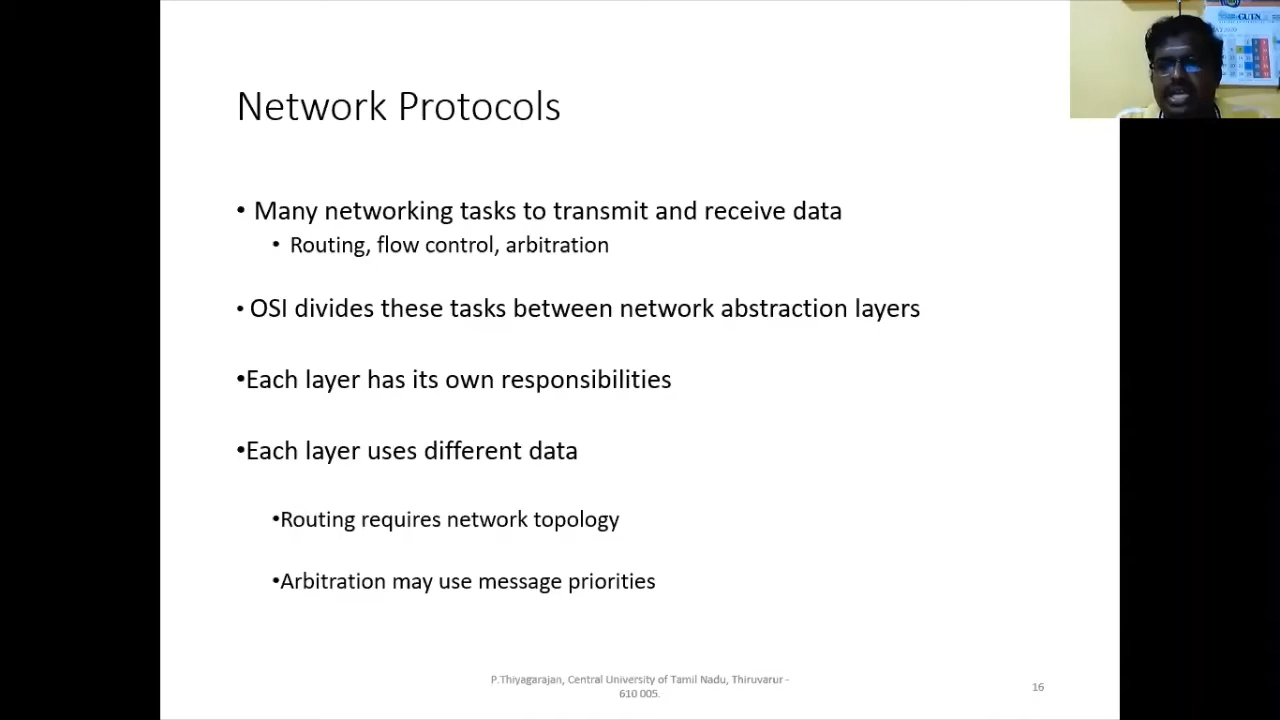 CUTN
Network Protocols
• Many networking tasks to transmit and receive data
• Routing, flow control, arbitration
• OSI divides these tasks between network abstraction layers
•Each layer has its own responsibilities
•Each layer uses different data
•Routing requires network topology
•Arbitration may use message priorities
P.Thiyagarajan, Central University of Tamil Nadu, Thiruvarur -
610 005.
16